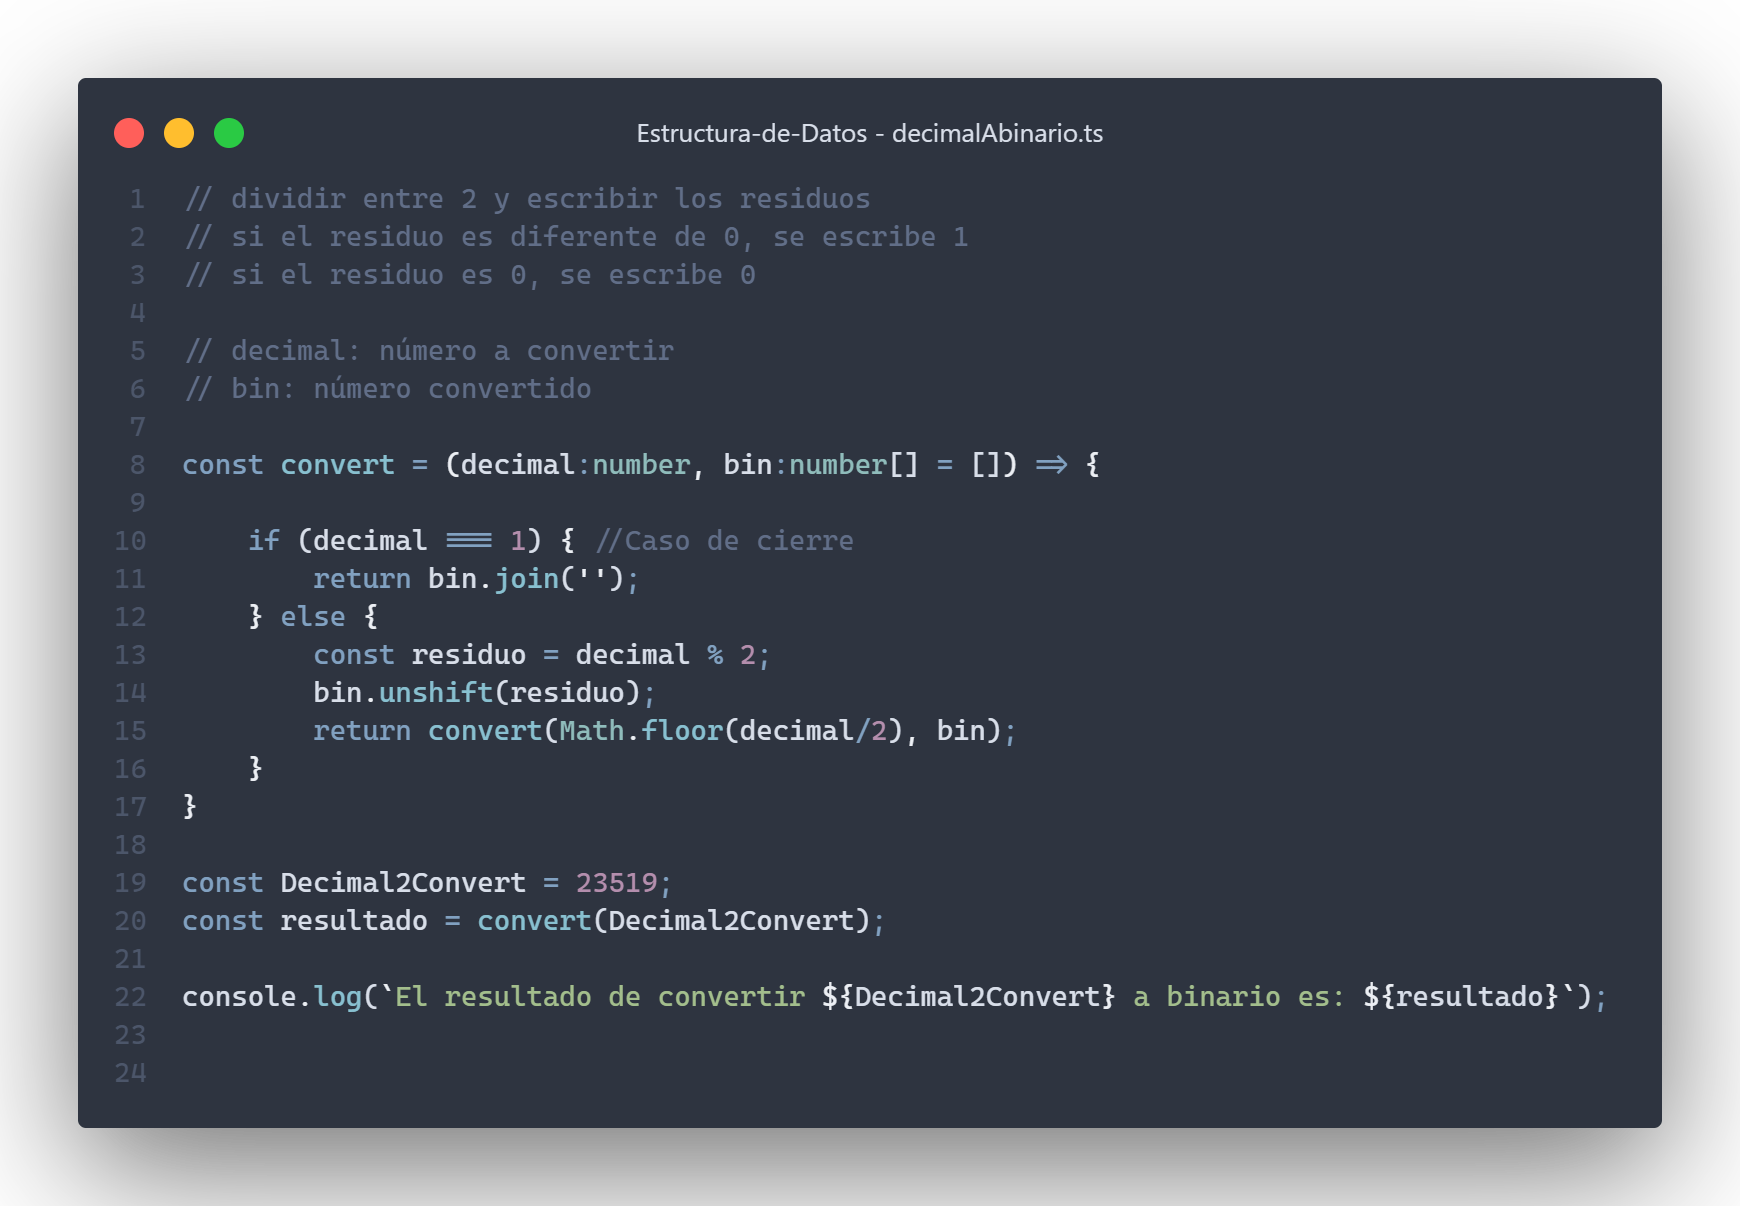 Estructura-de-Datos - decimalAbinario.ts
1 // dividir entre 2 y escribir los residuos
2 // si el residuo es diferente de 0, se escribe 1
3 // si el residuo es 0, se escribe 0
4
5 // decimal: número a convertir
6 // bin: número convertido
7
8 const convert = (decimal:number, bin:number[] = []) => {
9
10     if (decimal === 1) { //Caso de cierre
11         return bin.join('');
12     } else {
13         const residuo = decimal % 2;
14         bin.unshift(residuo);
15         return convert(Math.floor(decimal/2), bin);
16     }
17 }
18
19 const Decimal2Convert = 23519;
20 const resultado = convert(Decimal2Convert);
21
22 console.log(`El resultado de convertir ${Decimal2Convert} a binario es: ${resultado}`);
23
24